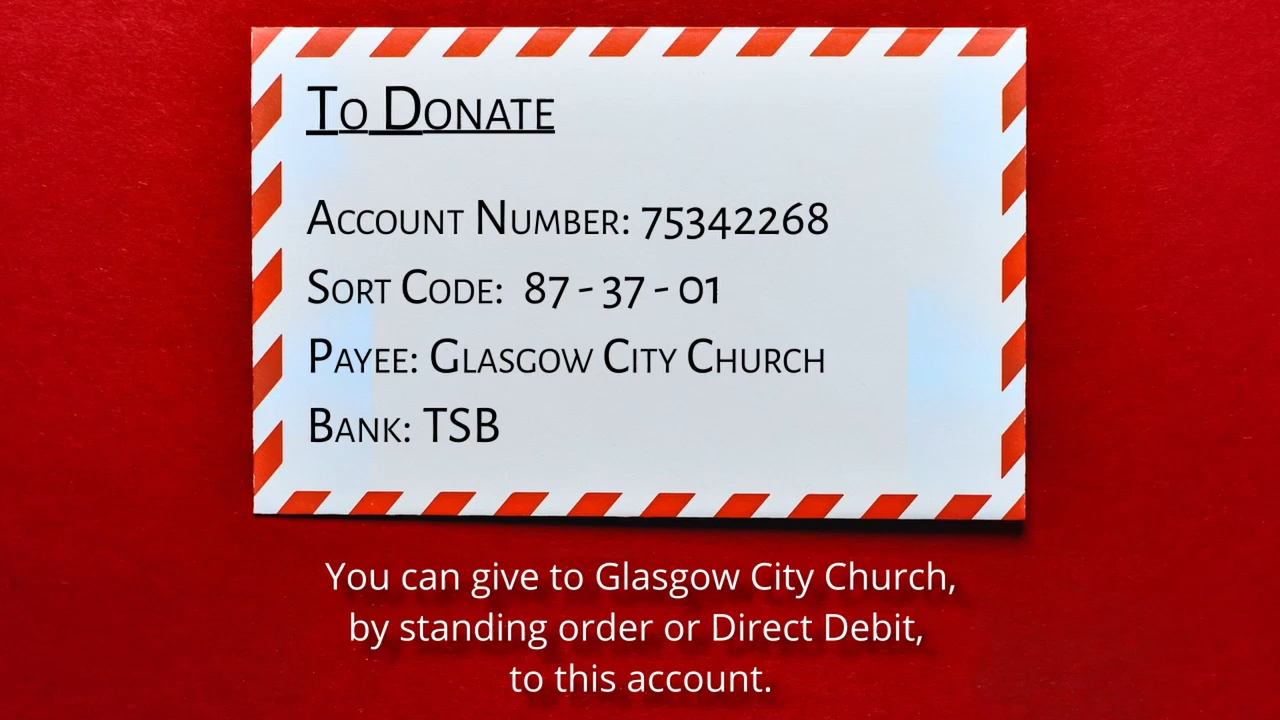 To Donate
Account Number: 75342268
Sort Code: 87 - 37 - 01
Payee: Glasgow City Church
Bank: TSB
You can give to Glasgow City Church,
by standing order or Direct Debit,
to this account.